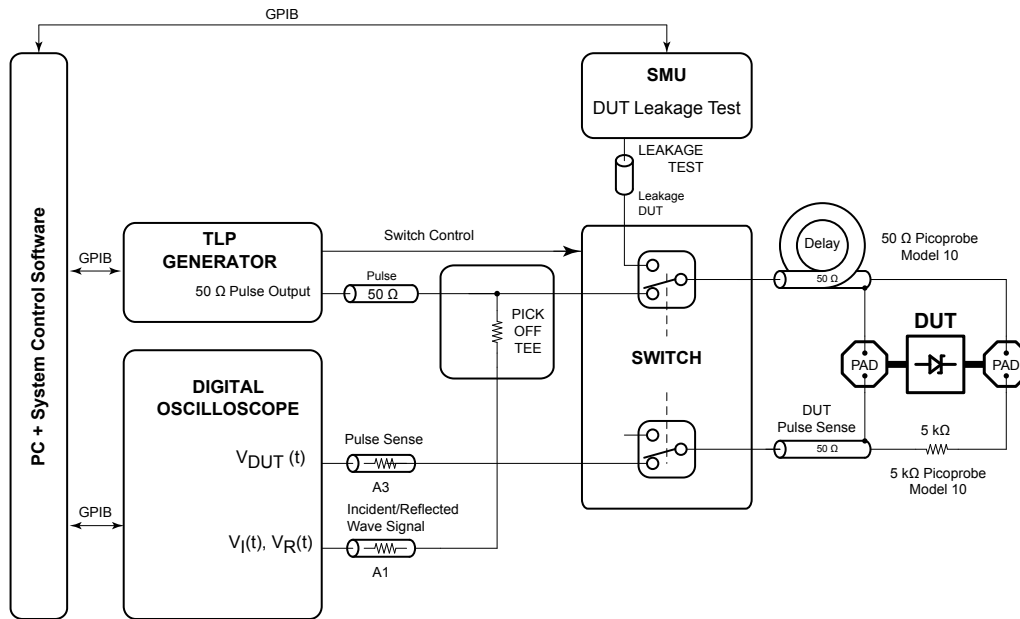 GPIB
SMU
DUT Leakage Test
LEAKAGE
TEST
Leakage
DUT
PC + System Control Software
GPIB
TLP
GENERATOR
50 Ω Pulse Output
Switch Control
Pulse
50 Ω
PICK
OFF
TEE
SWITCH
Delay
50 Ω
50 Ω Picoprobe
Model 10
DUT
PAD
PAD
DIGITAL
OSCILLOSCOPE
VDUT (t)
Pulse Sense
A3
DUT
Pulse Sense
50 Ω
5 kΩ
5 kΩ Picoprobe
Model 10
GPIB
Incident/Reflected
Wave Signal
VI(t), VR(t)
A1